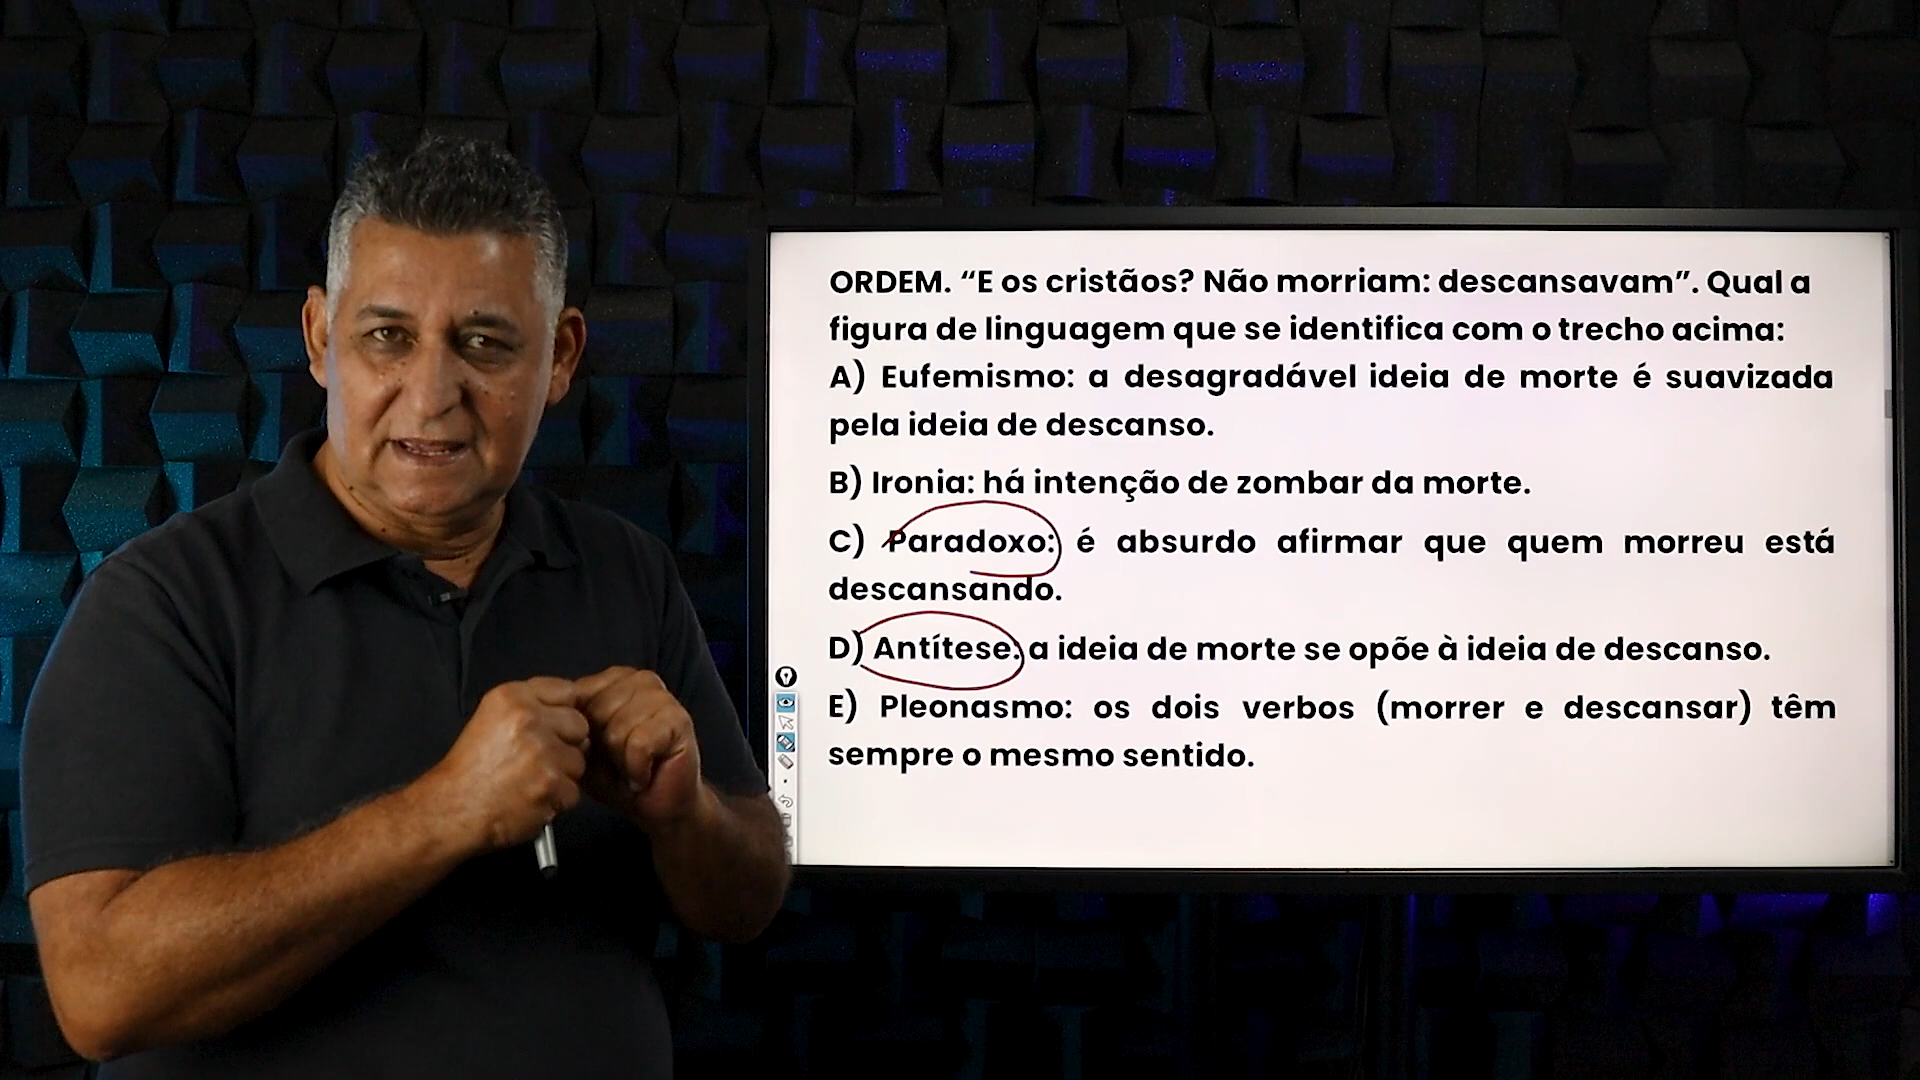 ORDEM. “E os cristãos? Não morriam: descansavam”. Qual a
figura de linguagem que se identifica com o trecho acima:
A) Eufemismo: a desagradável ideia de morte é suavizada
pela ideia de descanso.
B) Ironia: há intenção de zombar da morte.
C) Paradoxo: é absurdo afirmar que quem morreu está
descansando.
D) Antítese: a ideia de morte se opõe à ideia de descanso.
E) Pleonasmo: os dois verbos (morrer e descansar) têm
sempre o mesmo sentido.